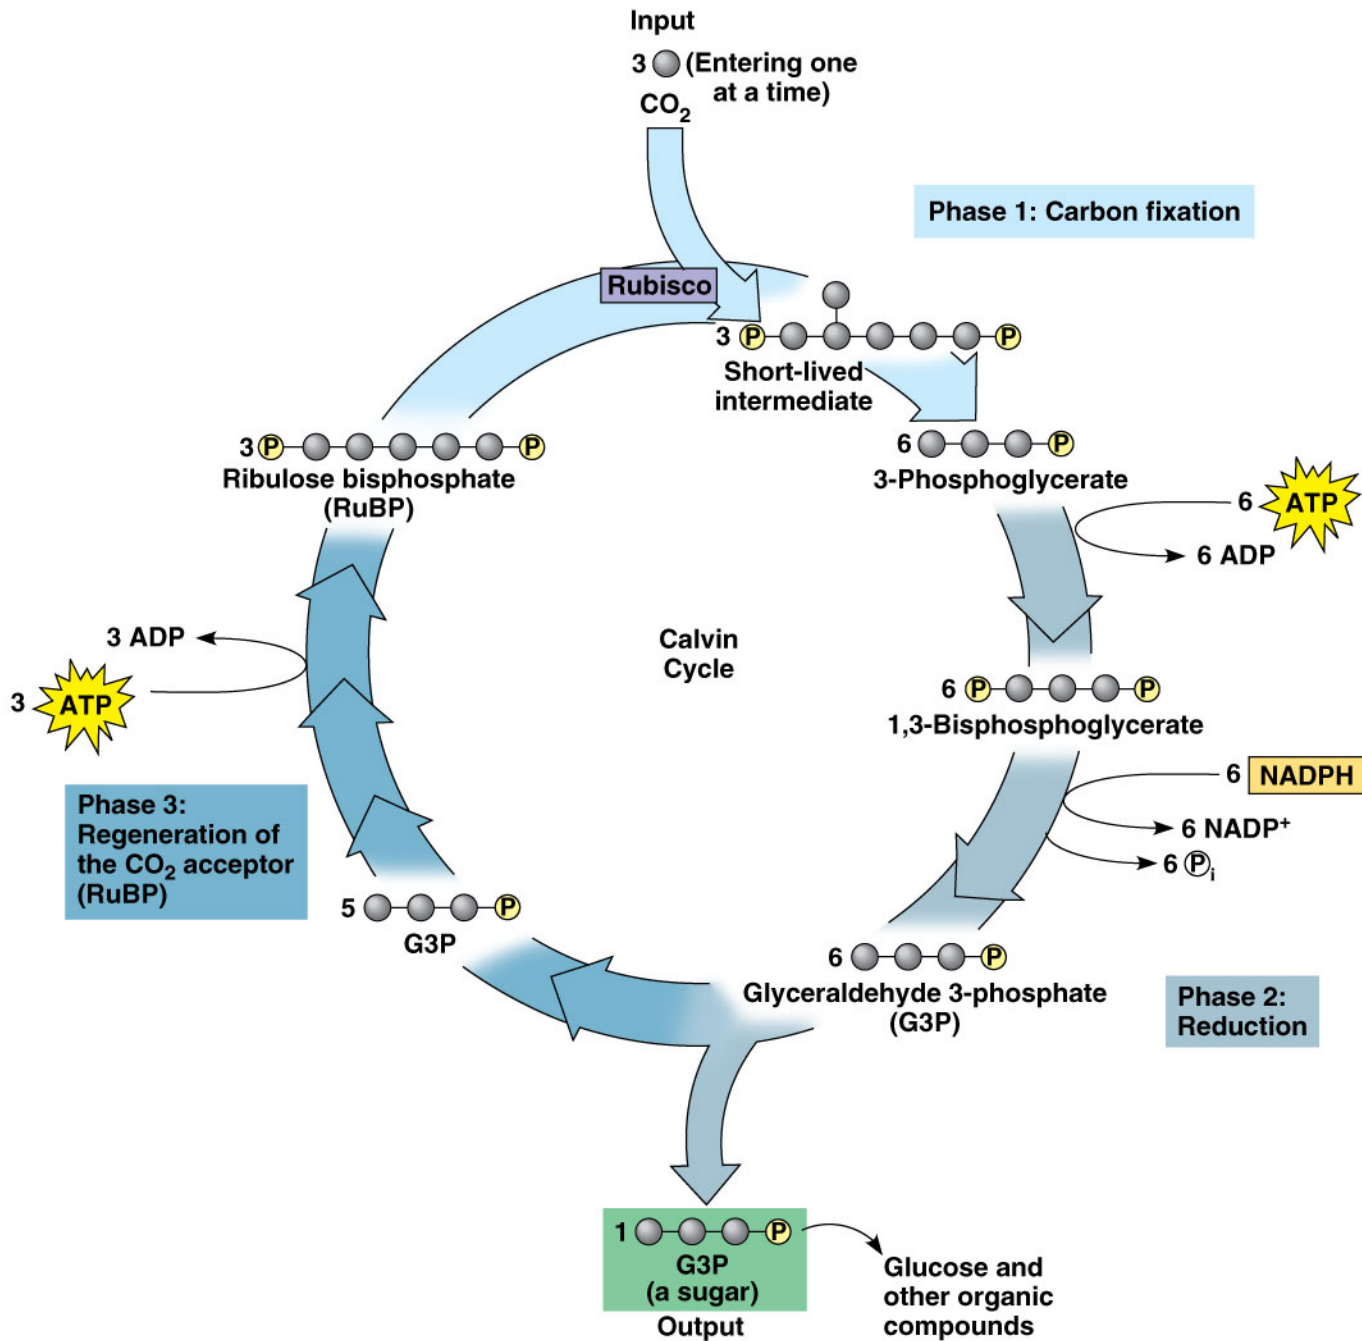 Input
3 (Entering one
at a time)
CO₂
Phase 1: Carbon fixation
Rubisco
3 P P
Short-lived
intermediate
3 P P
Ribulose bisphosphate
(RuBP)
6 P
3-Phosphoglycerate
6 ATP
6 ADP
Calvin
Cycle
3 ADP
3 ATP
6 P P
1,3-Bisphosphoglycerate
6 NADPH
6 NADP⁺
6 Pᵢ
Phase 3:
Regeneration of
the CO₂ acceptor
(RuBP)
5 P
G3P
6 P
Glyceraldehyde 3-phosphate
(G3P)
Phase 2:
Reduction
1 P
G3P
(a sugar)
Output
Glucose and
other organic
compounds